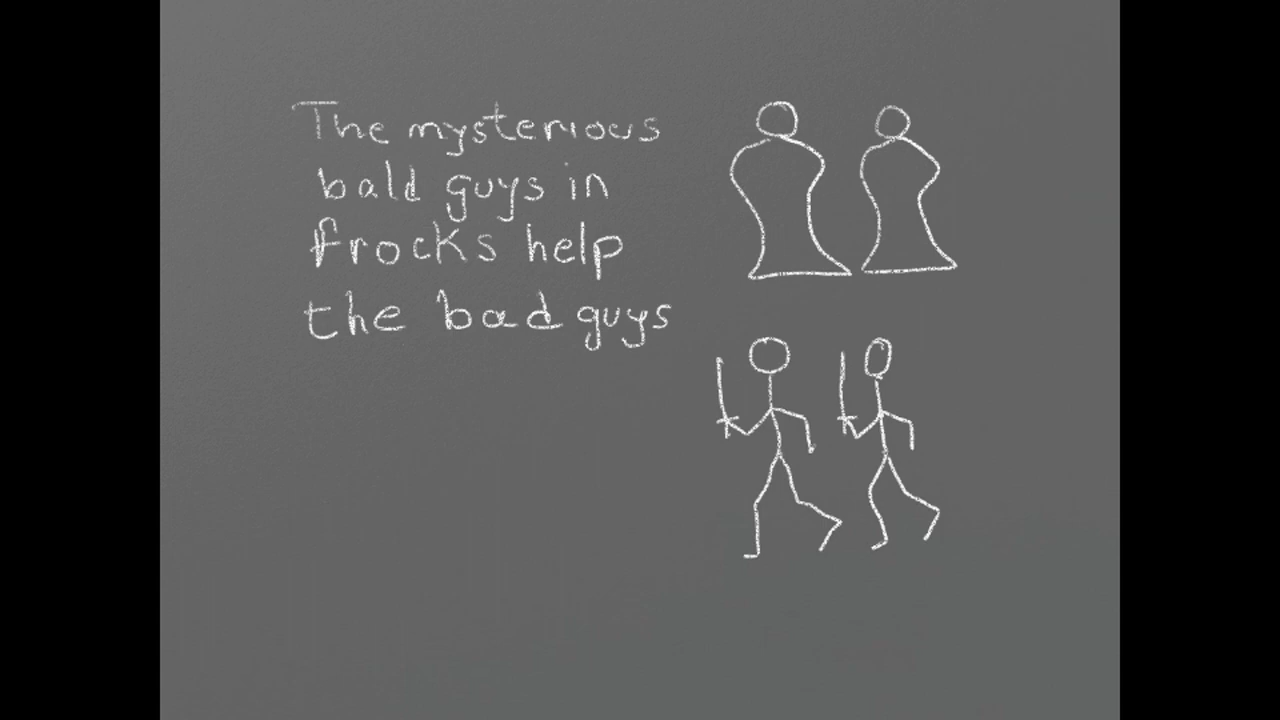 The mysterious
bald guys in
frocks help
the bad guys